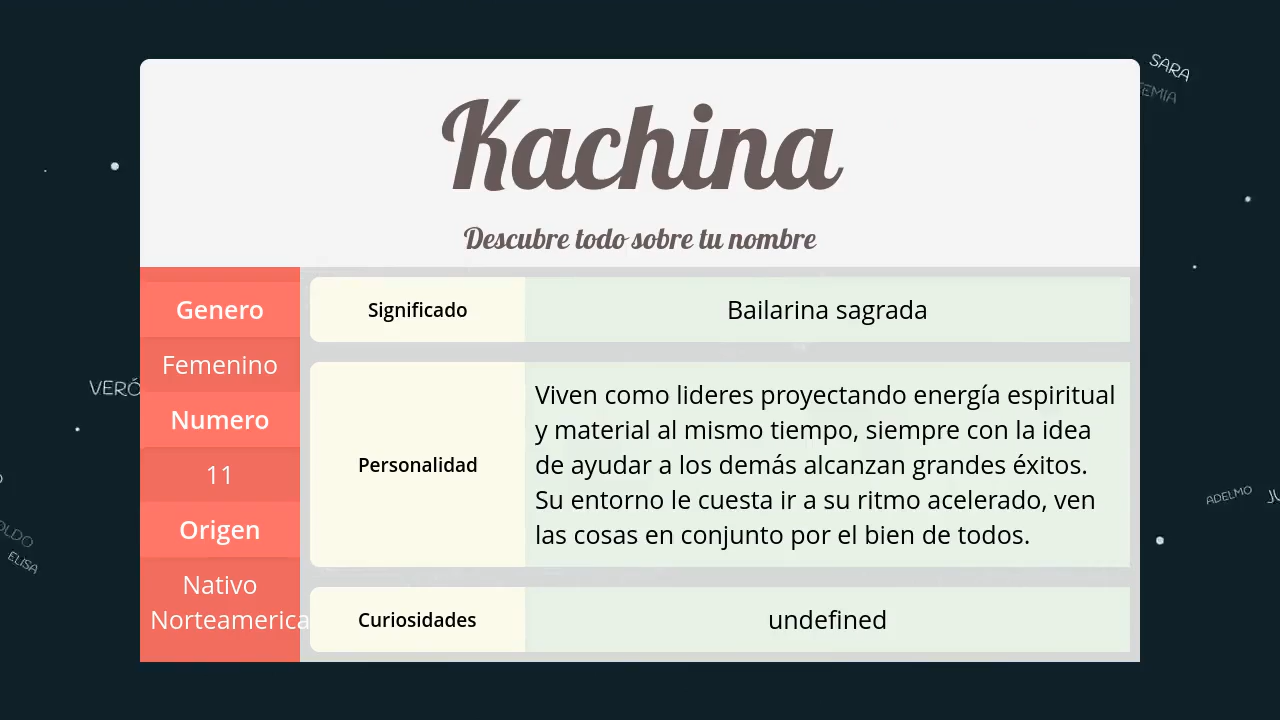 Kachina
Descubre todo sobre tu nombre
Genero
Femenino
Numero
11
Origen
Nativo
Norteamerica
Significado
Bailarina sagrada
Personalidad
Viven como lideres proyectando energía espiritual
y material al mismo tiempo, siempre con la idea
de ayudar a los demás alcanzan grandes éxitos.
Su entorno le cuesta ir a su ritmo acelerado, ven
las cosas en conjunto por el bien de todos.
Curiosidades
undefined
SARA
VERÓ
ADELMO
ELISA